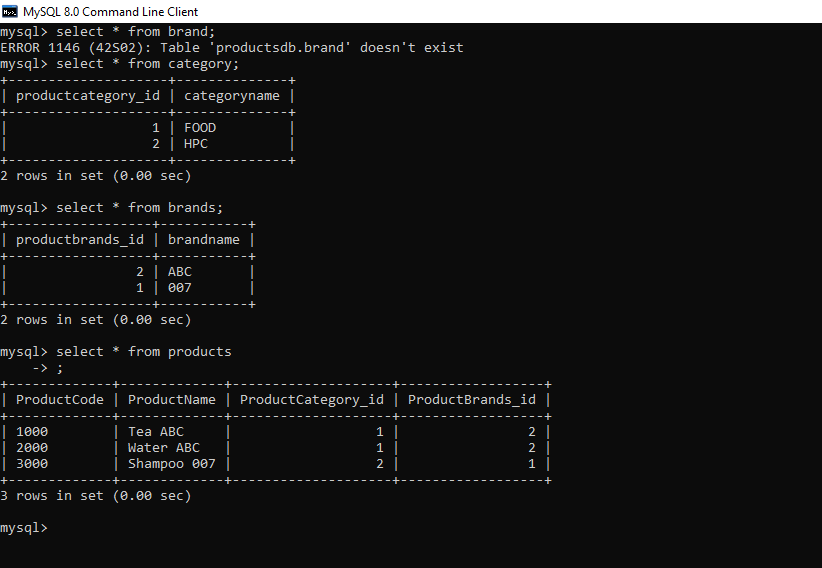 MySQL 8.0 Command Line Client
mysql> select * from brand;
ERROR 1146 (42S02): Table 'productsdb.brand' doesn't exist
mysql> select * from category;
+--------------------+--------------+
| productcategory_id | categoryname |
+--------------------+--------------+
|                  1 | FOOD         |
|                  2 | HPC          |
+--------------------+--------------+
2 rows in set (0.00 sec)

mysql> select * from brands;
+------------------+-----------+
| productbrands_id | brandname |
+------------------+-----------+
|                2 | ABC       |
|                1 | 007       |
+------------------+-----------+
2 rows in set (0.00 sec)

mysql> select * from products
    -> ;
+-------------+-------------+--------------------+------------------+
| ProductCode | ProductName | ProductCategory_id | ProductBrands_id |
+-------------+-------------+--------------------+------------------+
| 1000        | Tea ABC     |                  1 |                2 |
| 2000        | Water ABC   |                  1 |                2 |
| 3000        | Shampoo 007 |                  2 |                1 |
+-------------+-------------+--------------------+------------------+
3 rows in set (0.00 sec)

mysql>